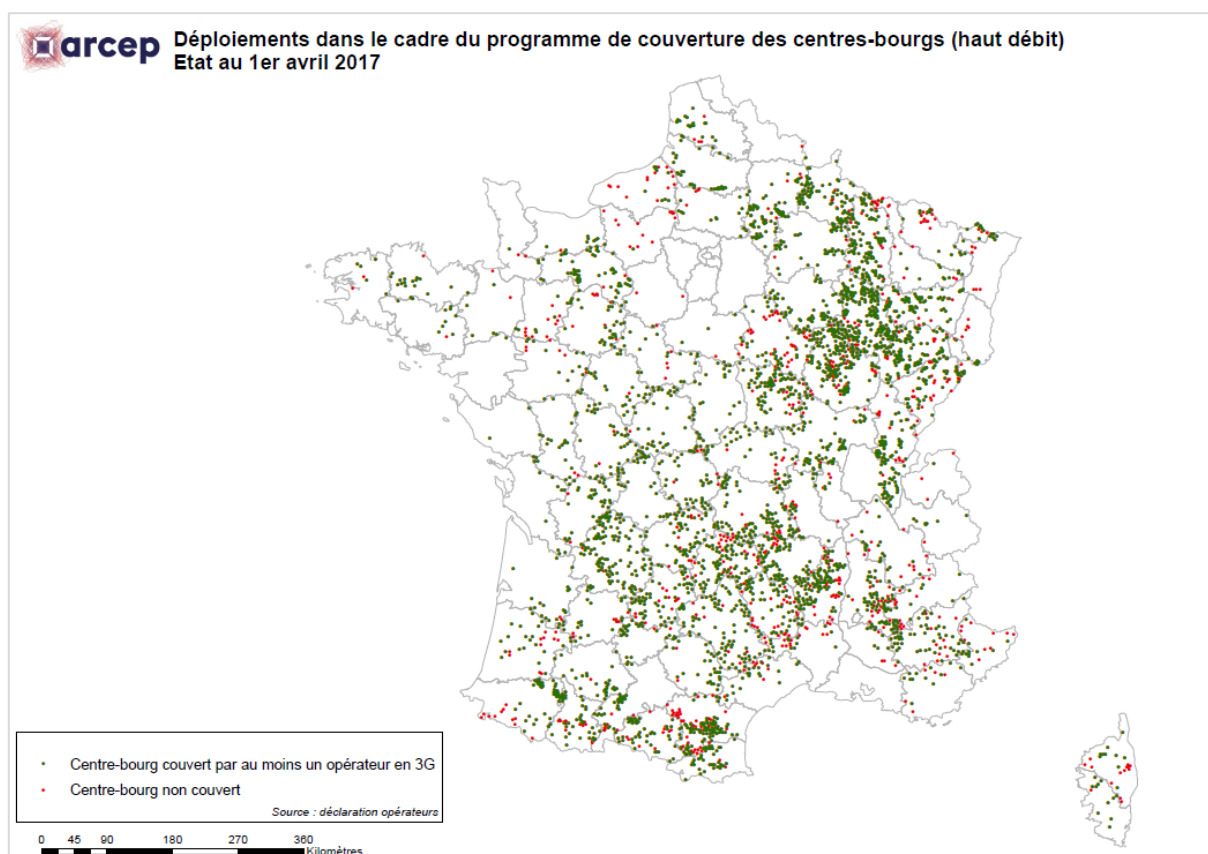 arcep
Déploiements dans le cadre du programme de couverture des centres-bourgs (haut débit)
Etat au 1er avril 2017
Centre-bourg couvert par au moins un opérateur en 3G
Centre-bourg non couvert
Source : déclaration opérateurs
0 45 90 180 270 360
Kilomètres